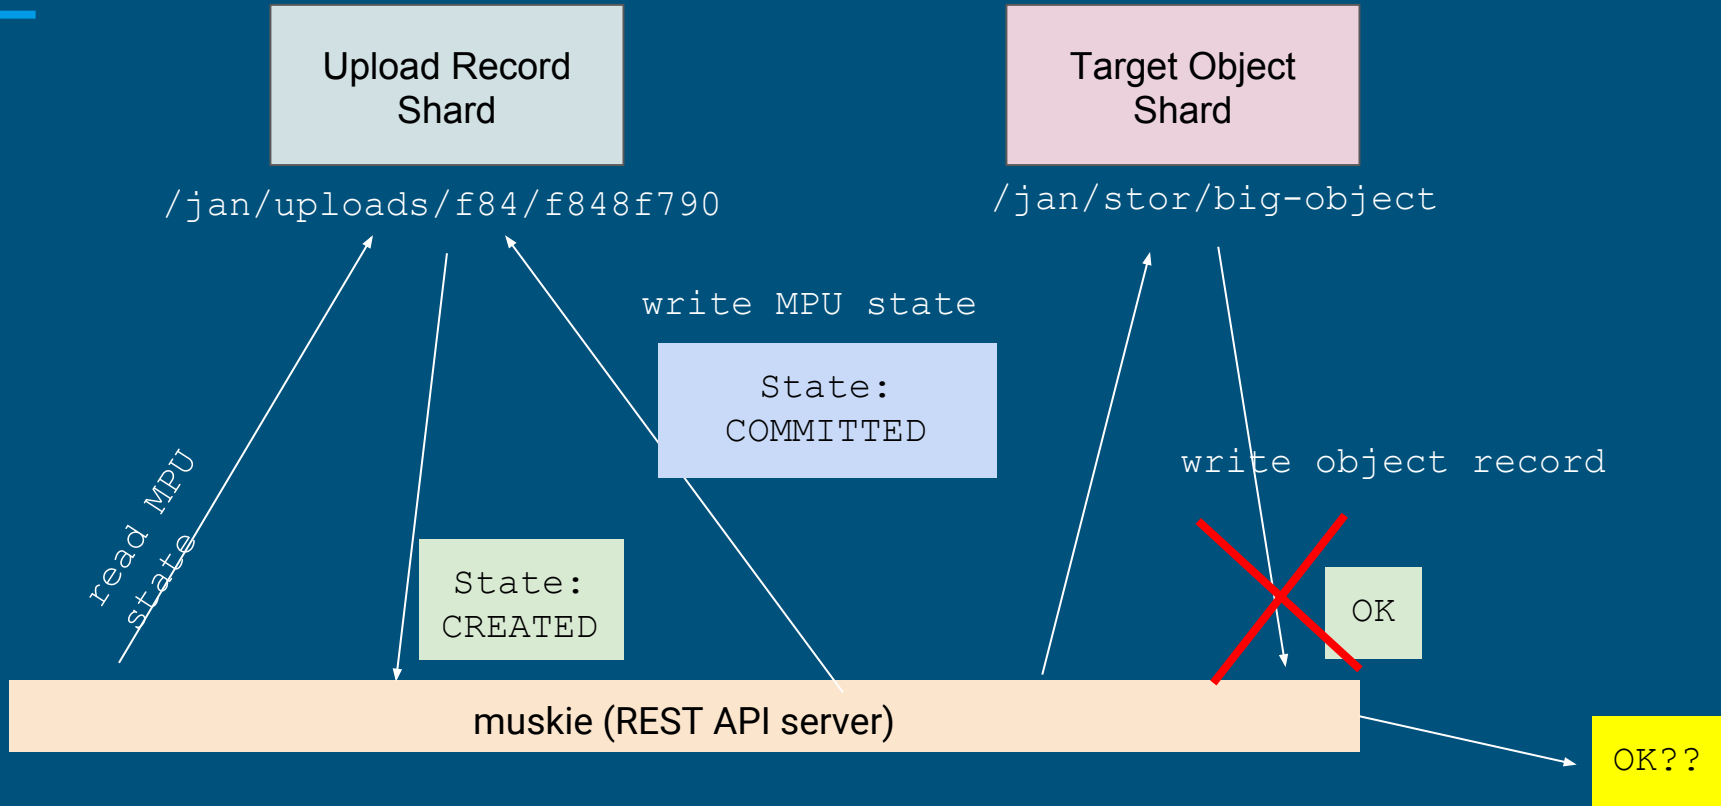 Upload Record
Shard
Target Object
Shard
/jan/uploads/f84/f848f790
/jan/stor/big-object
write MPU state
State:
COMMITTED
write object record
read MPU
state
State:
CREATED
OK
muskie (REST API server)
OK??